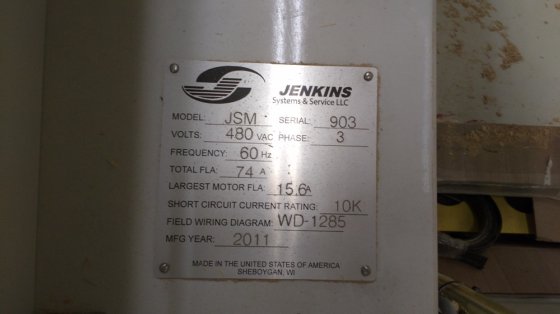 JENKINS
Systems & Service LLC
MODEL: JSM SERIAL: 903
VOLTS: 480 VAC PHASE: 3
FREQUENCY: 60 Hz
TOTAL FLA: 74 A
LARGEST MOTOR FLA: 15.6A
SHORT CIRCUIT CURRENT RATING: 10K
FIELD WIRING DIAGRAM: WD-1285
MFG YEAR: 2011
MADE IN THE UNITED STATES OF AMERICA
SHEBOYGAN, WI